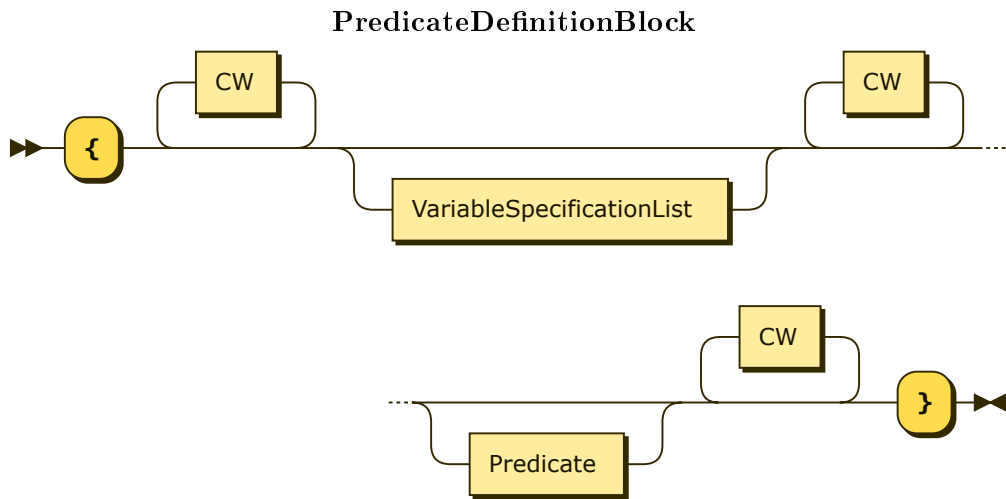 PredicateDefinitionBlock
CW
CW
{
VariableSpecificationList
CW
}
Predicate